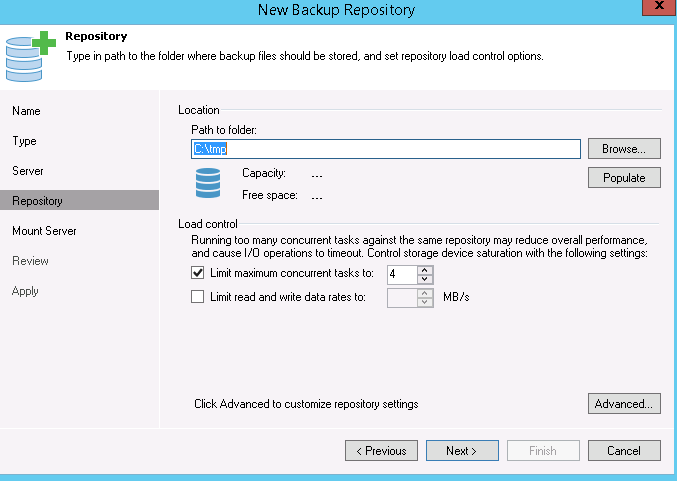 New Backup Repository
X
Repository
Type in path to the folder where backup files should be stored, and set repository load control options.
Name
Type
Server
Repository
Mount Server
Review
Apply
Location
Path to folder:
C:\tmp
Browse...
Capacity: ...
Populate
Free space: ...
Load control
Running too many concurrent tasks against the same repository may reduce overall performance,
and cause I/O operations to timeout. Control storage device saturation with the following settings:
Limit maximum concurrent tasks to: 4
Limit read and write data rates to: MB/s
Click Advanced to customize repository settings
Advanced...
< Previous
Next >
Finish
Cancel